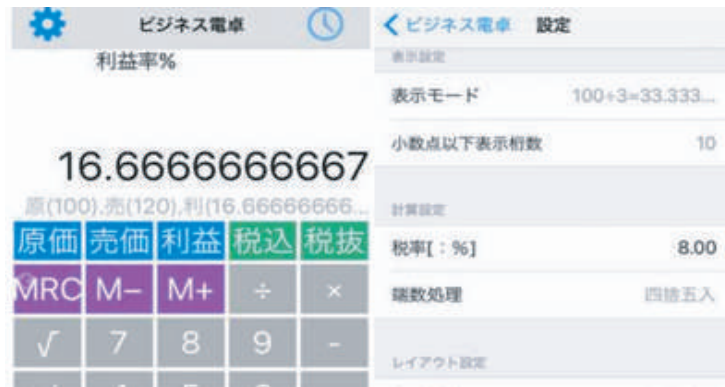 ビジネス電卓
利益率%
16.6666666667
原(100),売(120),利(16.66666666...
原価 売価 利益 税込 税抜
MRC M− M+ ÷ ×
√ 7 8 9 -
ビジネス電卓 設定
表示設定
表示モード 100÷3=33.333...
小数点以下表示桁数 10
計算設定
税率[:%] 8.00
端数処理 四捨五入
レイアウト設定